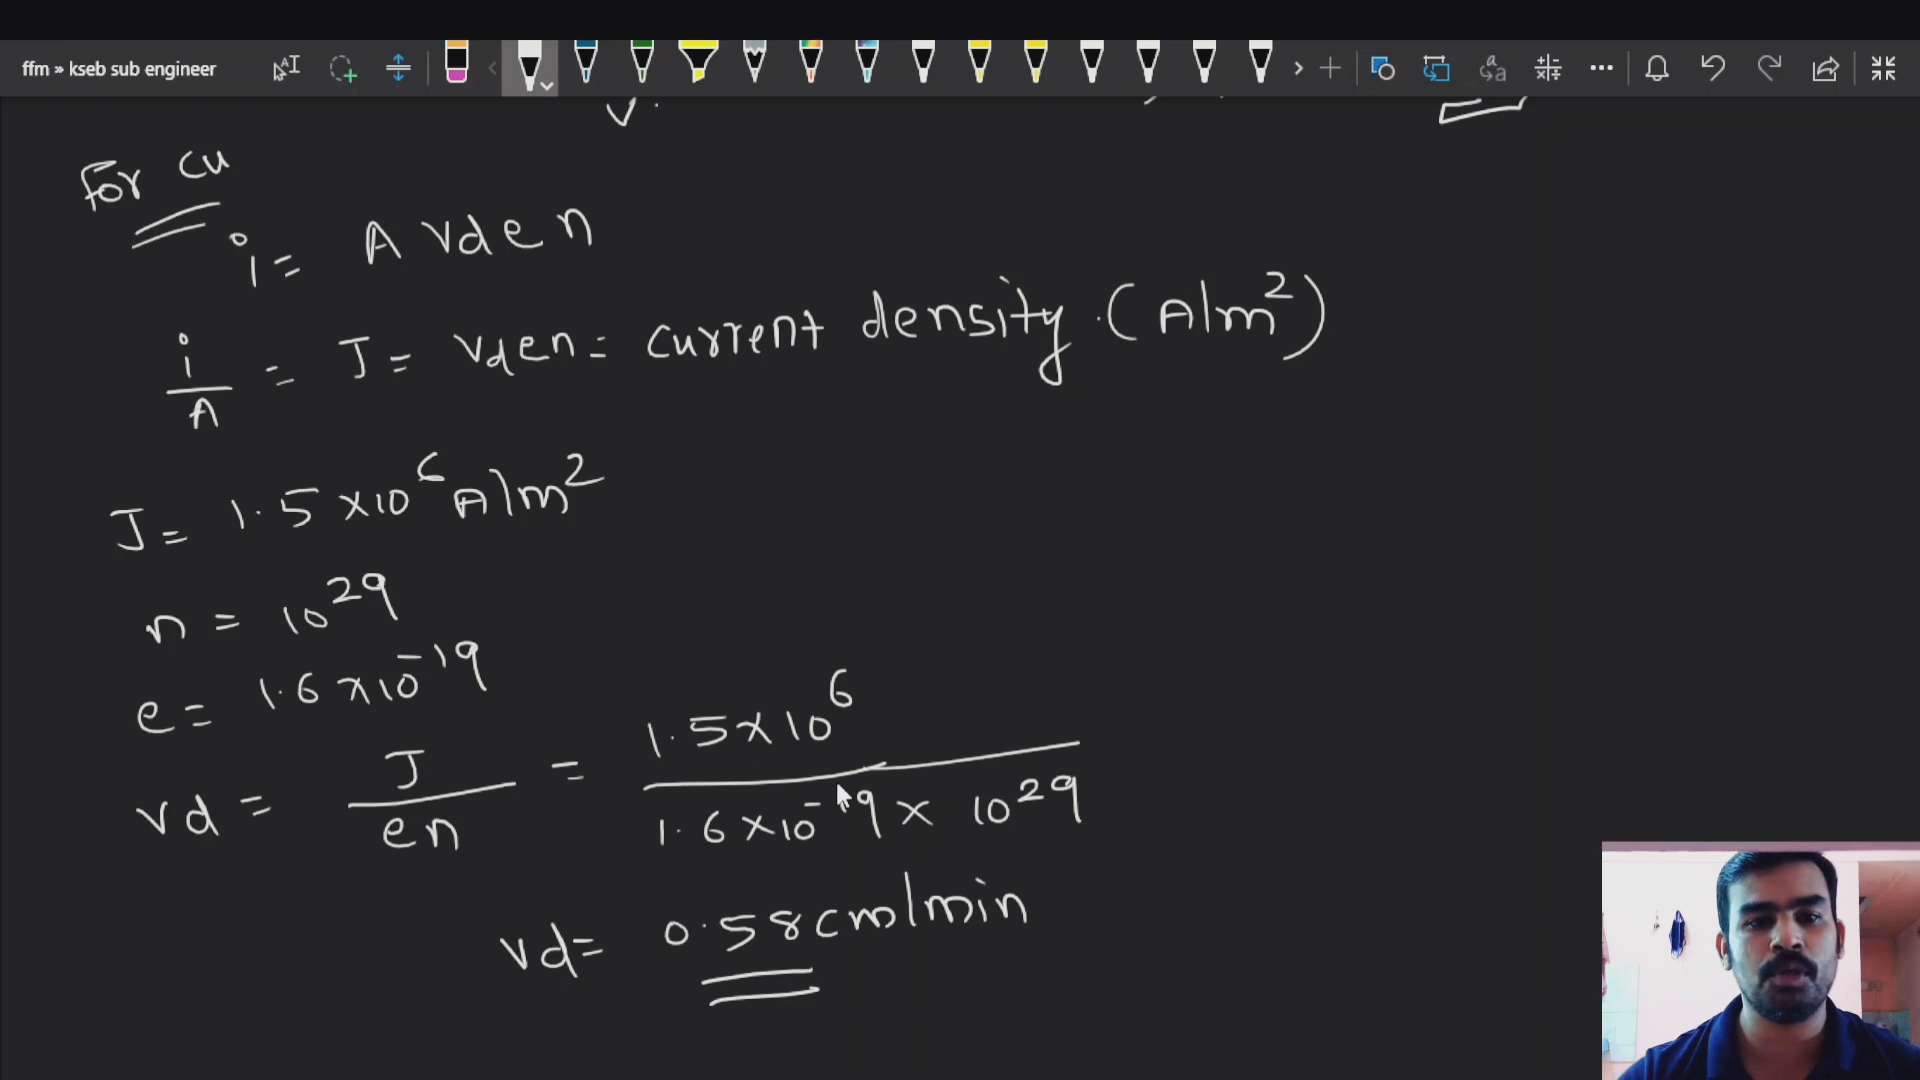 ffm » kseb sub engineer
For cu
i = A vd e n
i/A = J = vd e n = current density. (A/m²)
J = 1.5 × 10⁶ A/m²
n = 10²⁹
e = 1.6 × 10⁻¹⁹
vd = J/en = 1.5 × 10⁶ / 1.6 × 10⁻¹⁹ × 10²⁹
vd = 0.58 cm/min